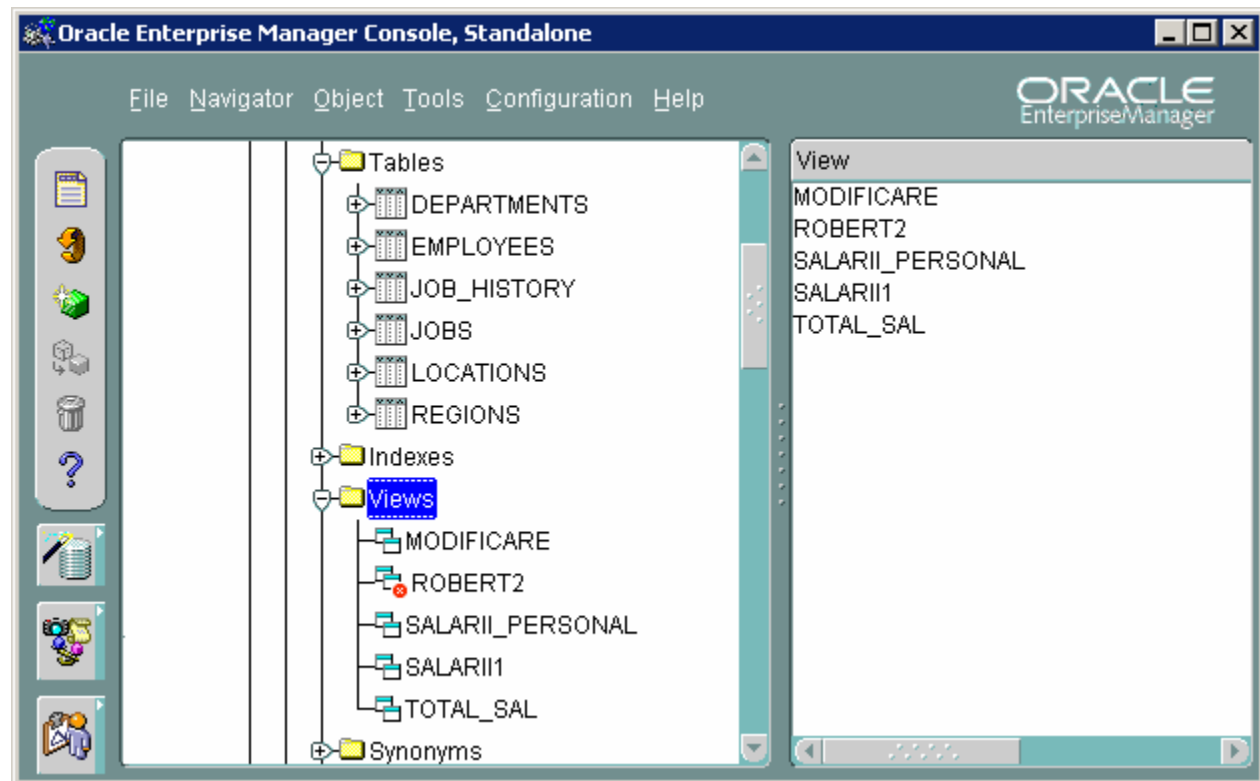 Oracle Enterprise Manager Console, Standalone
File Navigator Object Tools Configuration Help
ORACLE
EnterpriseManager
Tables
DEPARTMENTS
EMPLOYEES
JOB_HISTORY
JOBS
LOCATIONS
REGIONS
Indexes
Views
MODIFICARE
ROBERT2
SALARII_PERSONAL
SALARII1
TOTAL_SAL
Synonyms
View
MODIFICARE
ROBERT2
SALARII_PERSONAL
SALARII1
TOTAL_SAL